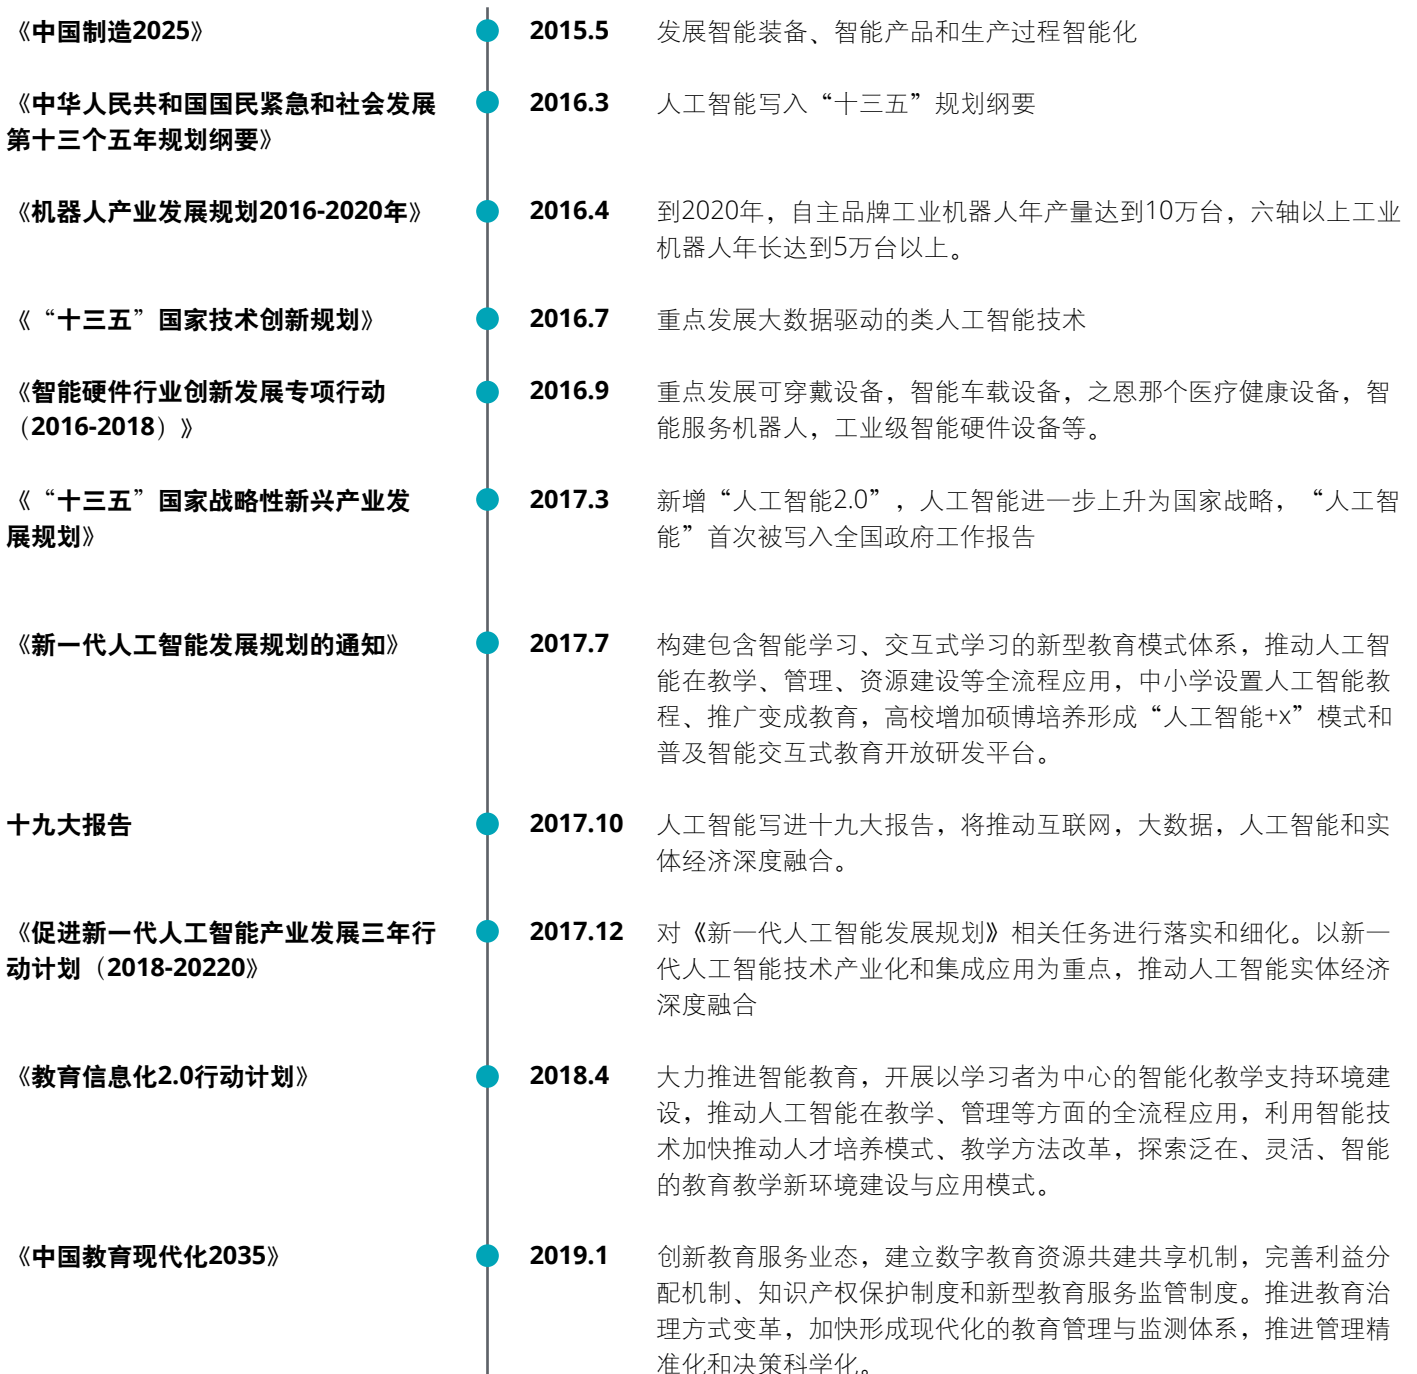 《中国制造2025》
2015.5
发展智能装备、智能产品和生产过程智能化
《中华人民共和国国民紧急和社会发展
第十三个五年规划纲要》
2016.3
人工智能写入“十三五”规划纲要
《机器人产业发展规划2016-2020年》
2016.4
到2020年，自主品牌工业机器人年产量达到10万台，六轴以上工业
机器人年长达到5万台以上。
《“十三五”国家技术创新规划》
2016.7
重点发展大数据驱动的类人工智能技术
《智能硬件行业创新发展专项行动
（2016-2018）》
2016.9
重点发展可穿戴设备，智能车载设备，之恩那个医疗健康设备，智
能服务机器人，工业级智能硬件设备等。
《“十三五”国家战略性新兴产业发
展规划》
2017.3
新增“人工智能2.0”，人工智能进一步上升为国家战略，“人工智
能”首次被写入全国政府工作报告
《新一代人工智能发展规划的通知》
2017.7
构建包含智能学习、交互式学习的新型教育模式体系，推动人工智
能在教学、管理、资源建设等全流程应用，中小学设置人工智能教
程、推广变成教育，高校增加硕博培养形成“人工智能+x”模式和
普及智能交互式教育开放研发平台。
十九大报告
2017.10
人工智能写进十九大报告，将推动互联网，大数据，人工智能和实
体经济深度融合。
《促进新一代人工智能产业发展三年行
动计划（2018-20220》
2017.12
对《新一代人工智能发展规划》相关任务进行落实和细化。以新一
代人工智能技术产业化和集成应用为重点，推动人工智能实体经济
深度融合
《教育信息化2.0行动计划》
2018.4
大力推进智能教育，开展以学习者为中心的智能化教学支持环境建
设，推动人工智能在教学、管理等方面的全流程应用，利用智能技
术加快推动人才培养模式、教学方法改革，探索泛在、灵活、智能
的教育教学新环境建设与应用模式。
《中国教育现代化2035》
2019.1
创新教育服务业态，建立数字教育资源共建共享机制，完善利益分
配机制、知识产权保护制度和新型教育服务监管制度。推进教育治
理方式变革，加快形成现代化的教育管理与监测体系，推进管理精
准化和决策科学化。